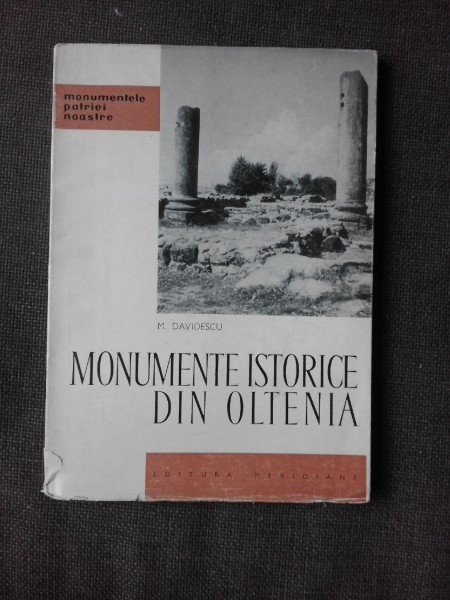 monumentele
patriei
noastre
M. DAVIDESCU
MONUMENTE ISTORICE
DIN OLTENIA
EDITURA MERIDIANE